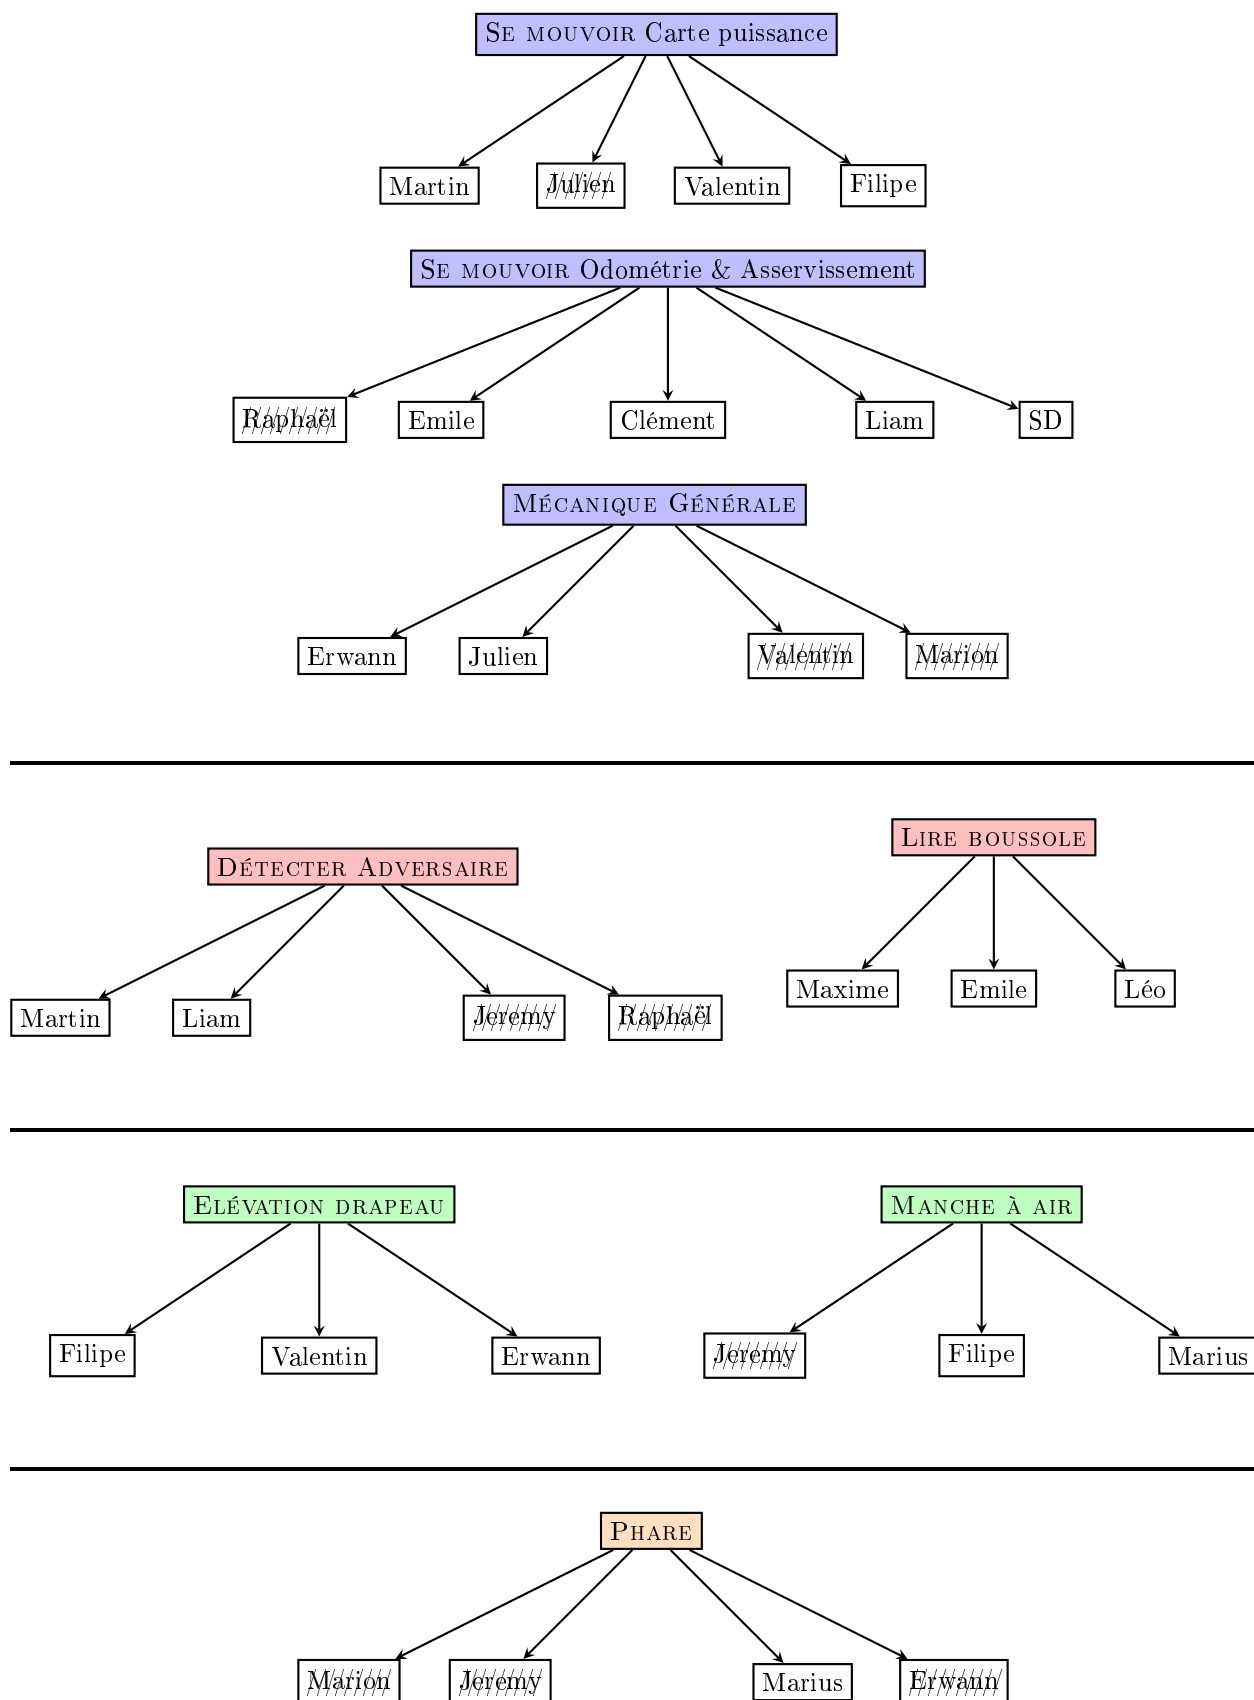 Se mouvoir Carte puissance
Martin Julien Valentin Filipe
Se mouvoir Odométrie & Asservissement
Raphaël Emile Clément Liam SD
Mécanique Générale
Erwann Julien Valentin Marion
Lire boussole
Détecter Adversaire
Maxime Emile Léo
Martin Liam Jeremy Raphaël
Elévation drapeau Manche à air
Filipe Valentin Erwann Jeremy Filipe Marius
Phare
Marion Jeremy Marius Erwann